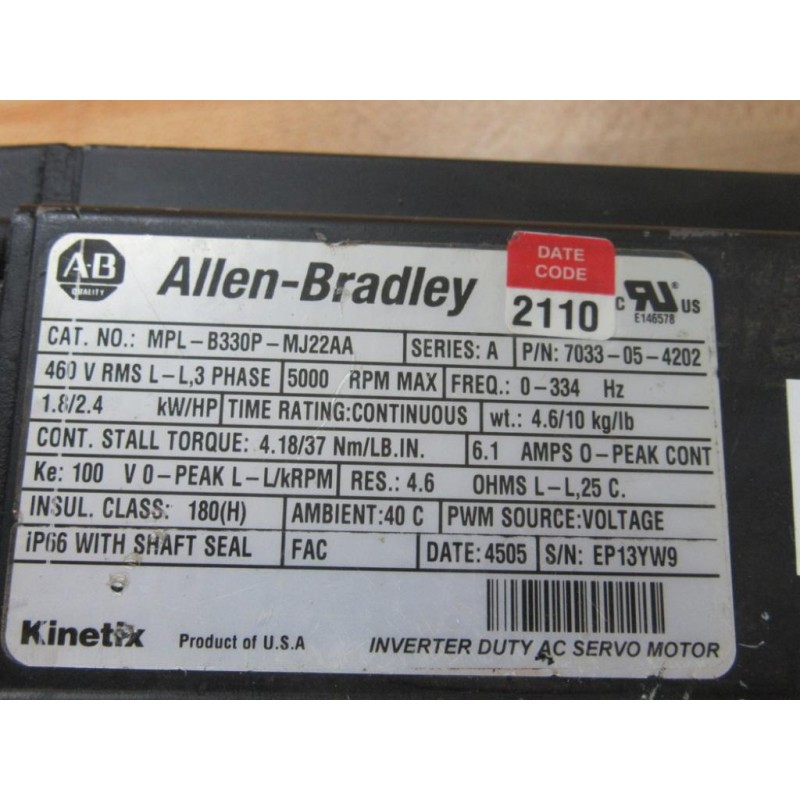 A-B
QUALITY
Allen-Bradley
DATE CODE
2110
C UR US
E146578
CAT. NO.: MPL-B330P-MJ22AA SERIES: A P/N: 7033-05-4202
460 V RMS L-L,3 PHASE 5000 RPM MAX FREQ.: 0-334 Hz
1.8/2.4 kW/HP TIME RATING:CONTINUOUS wt.: 4.6/10 kg/lb
CONT. STALL TORQUE: 4.18/37 Nm/LB.IN. 6.1 AMPS 0-PEAK CONT
Ke: 100 V 0-PEAK L-L/kRPM RES.: 4.6 OHMS L-L,25 C.
INSUL. CLASS: 180(H) AMBIENT:40 C PWM SOURCE:VOLTAGE
iP66 WITH SHAFT SEAL FAC DATE:4505 S/N: EP13YW9
Kinetix Product of U.S.A INVERTER DUTY AC SERVO MOTOR